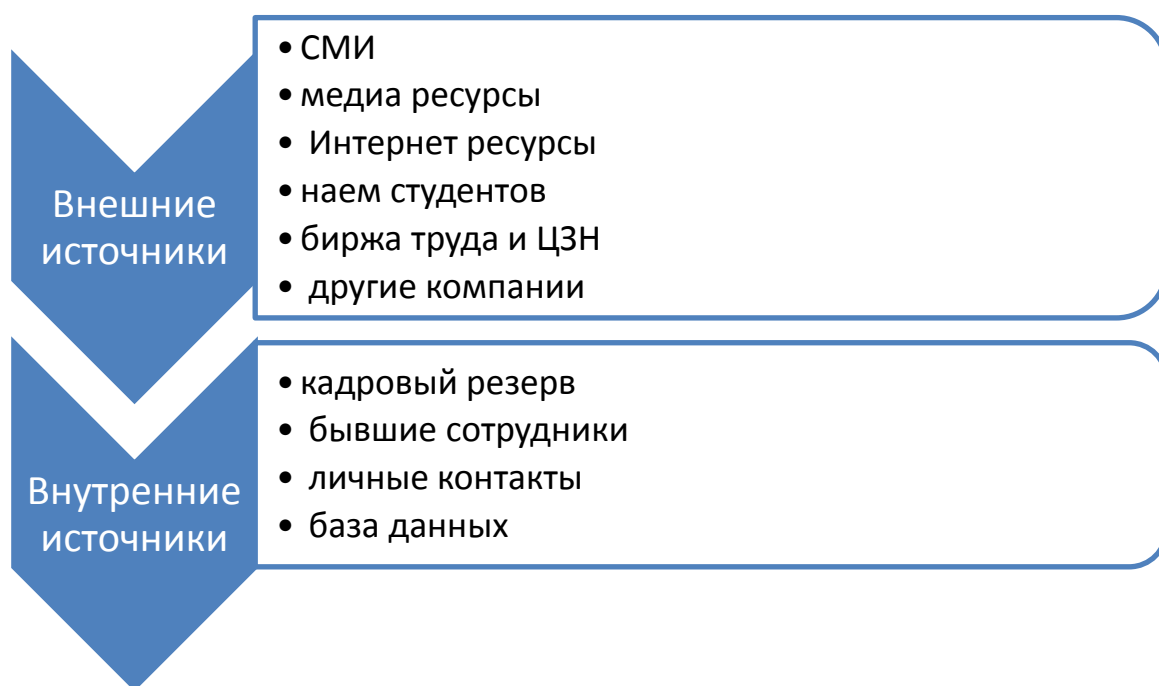 Внешние
источники
• СМИ
• медиа ресурсы
• Интернет ресурсы
• наем студентов
• биржа труда и ЦЗН
• другие компании
Внутренние
источники
• кадровый резерв
• бывшие сотрудники
• личные контакты
• база данных